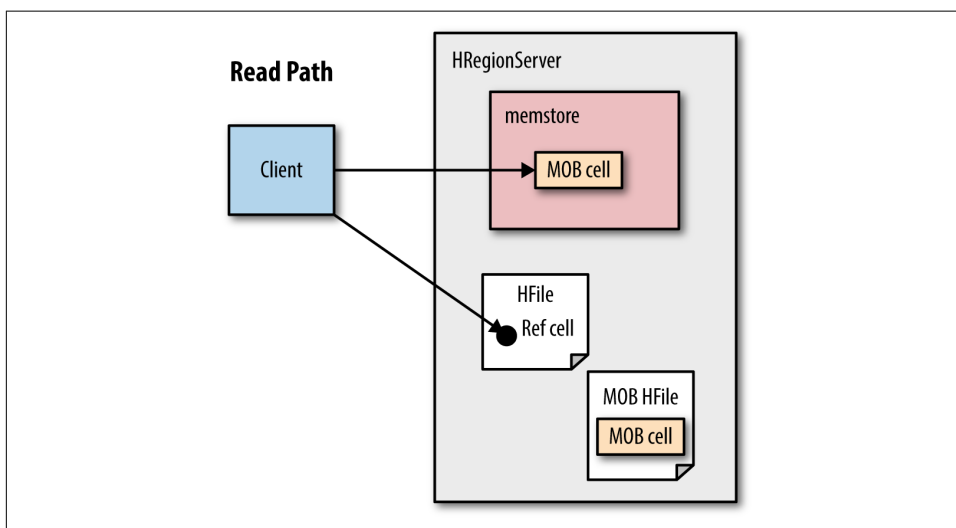 Read Path
HRegionServer
memstore
Client
MOB cell
HFile
Ref cell
MOB HFile
MOB cell